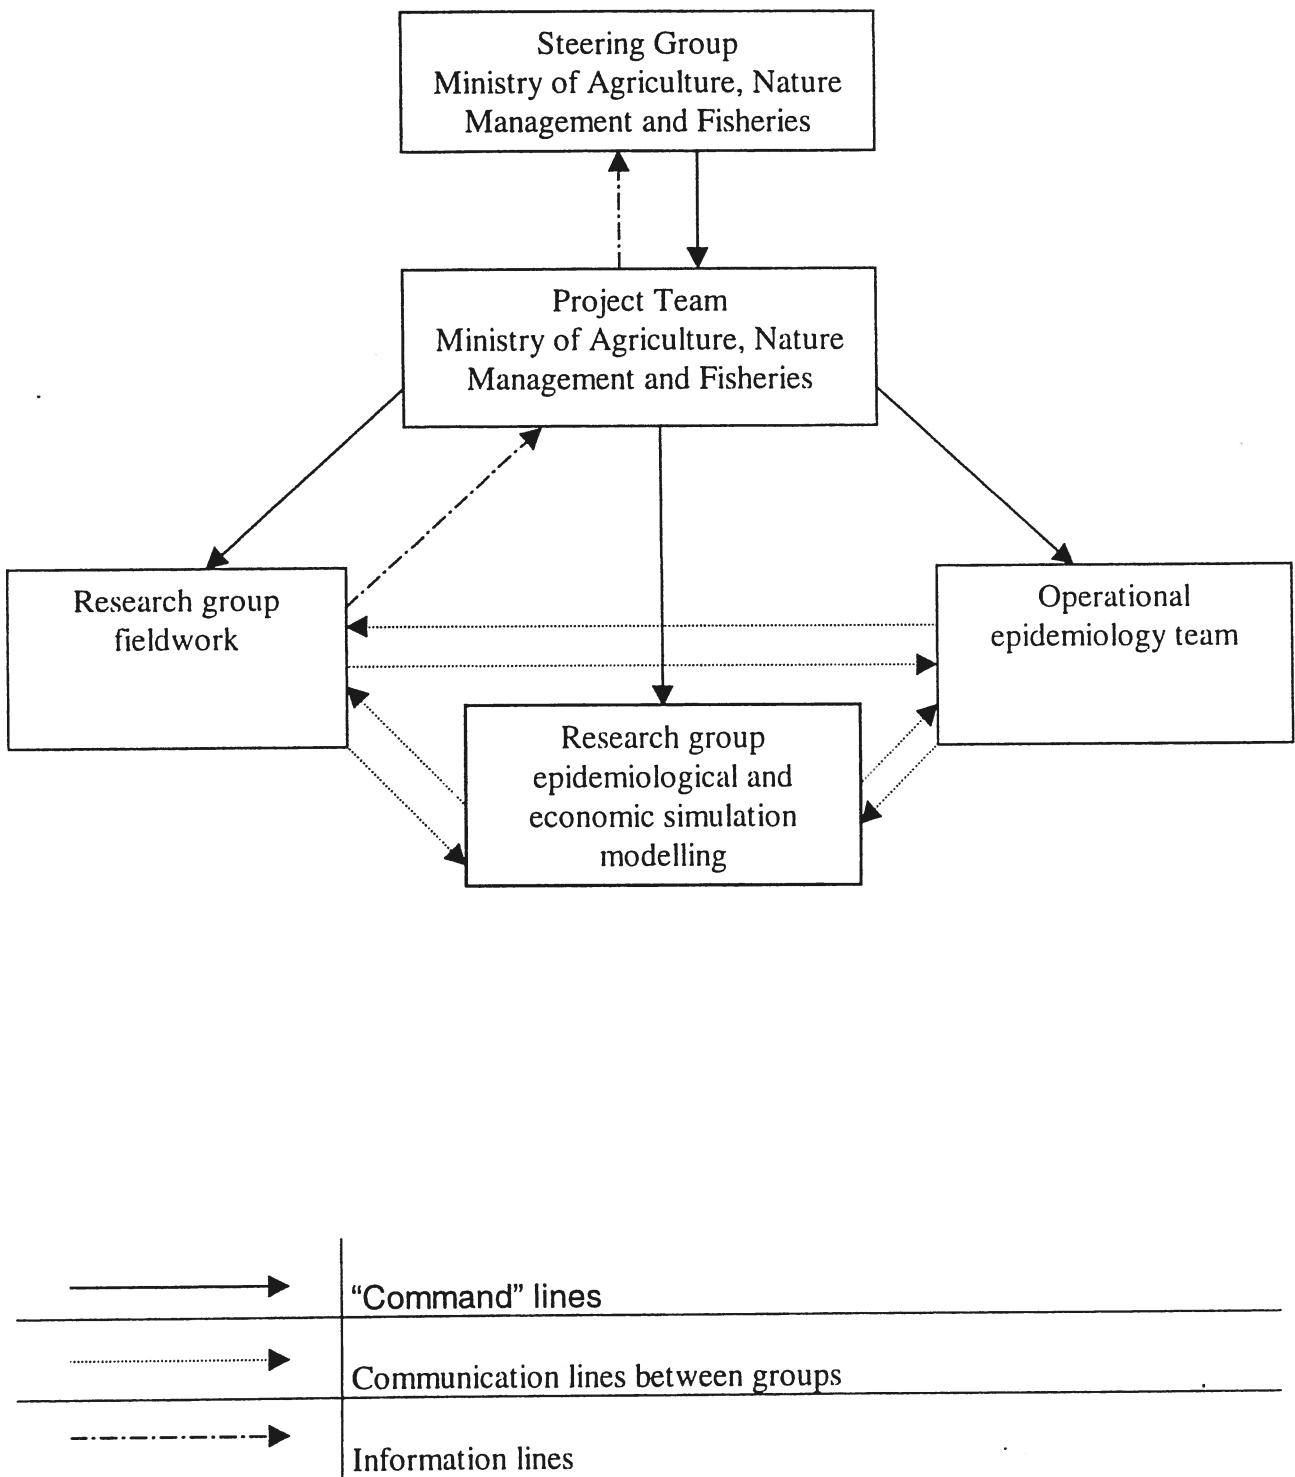 Steering Group
Ministry of Agriculture, Nature
Management and Fisheries
Project Team
Ministry of Agriculture, Nature
Management and Fisheries
Research group
fieldwork
Operational
epidemiology team
Research group
epidemiological and
economic simulation
modelling
“Command” lines
Communication lines between groups
Information lines